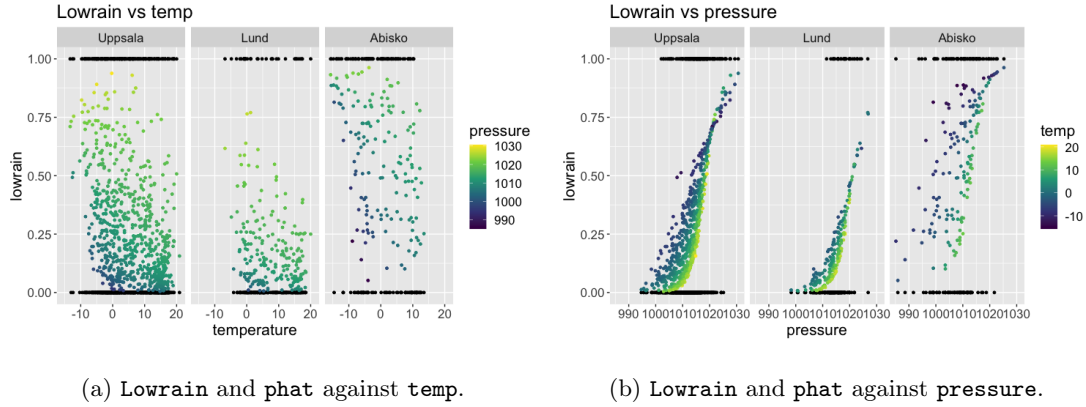 Lowrain vs temp
Uppsala Lund Abisko
1.00
0.75
0.50
0.25
0.00
lowrain
-10 0 10 20 -10 0 10 20 -10 0 10 20
temperature
pressure
1030
1020
1010
1000
990
(a) Lowrain and phat against temp.
Lowrain vs pressure
Uppsala Lund Abisko
1.00
0.75
0.50
0.25
0.00
lowrain
990 1000 1010 1020 1030 990 1000 1010 1020 1030 990 1000 1010 1020 1030
pressure
temp
20
10
0
-10
(b) Lowrain and phat against pressure.